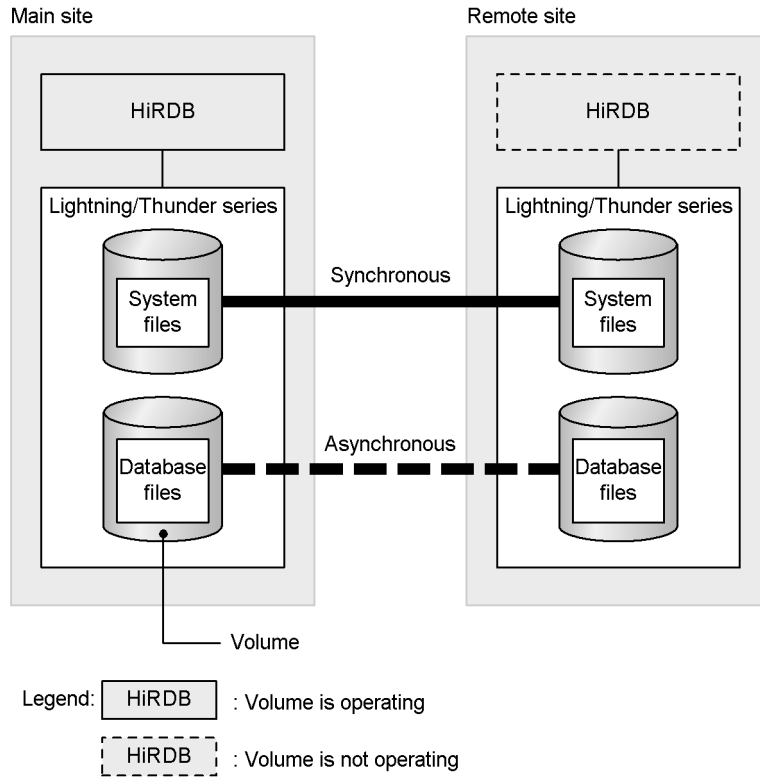 Main site
Remote site
HiRDB
HiRDB
Lightning/Thunder series
Lightning/Thunder series
System
files
Synchronous
System
files
Database
files
Asynchronous
Database
files
Volume
Legend: HiRDB : Volume is operating
HiRDB : Volume is not operating